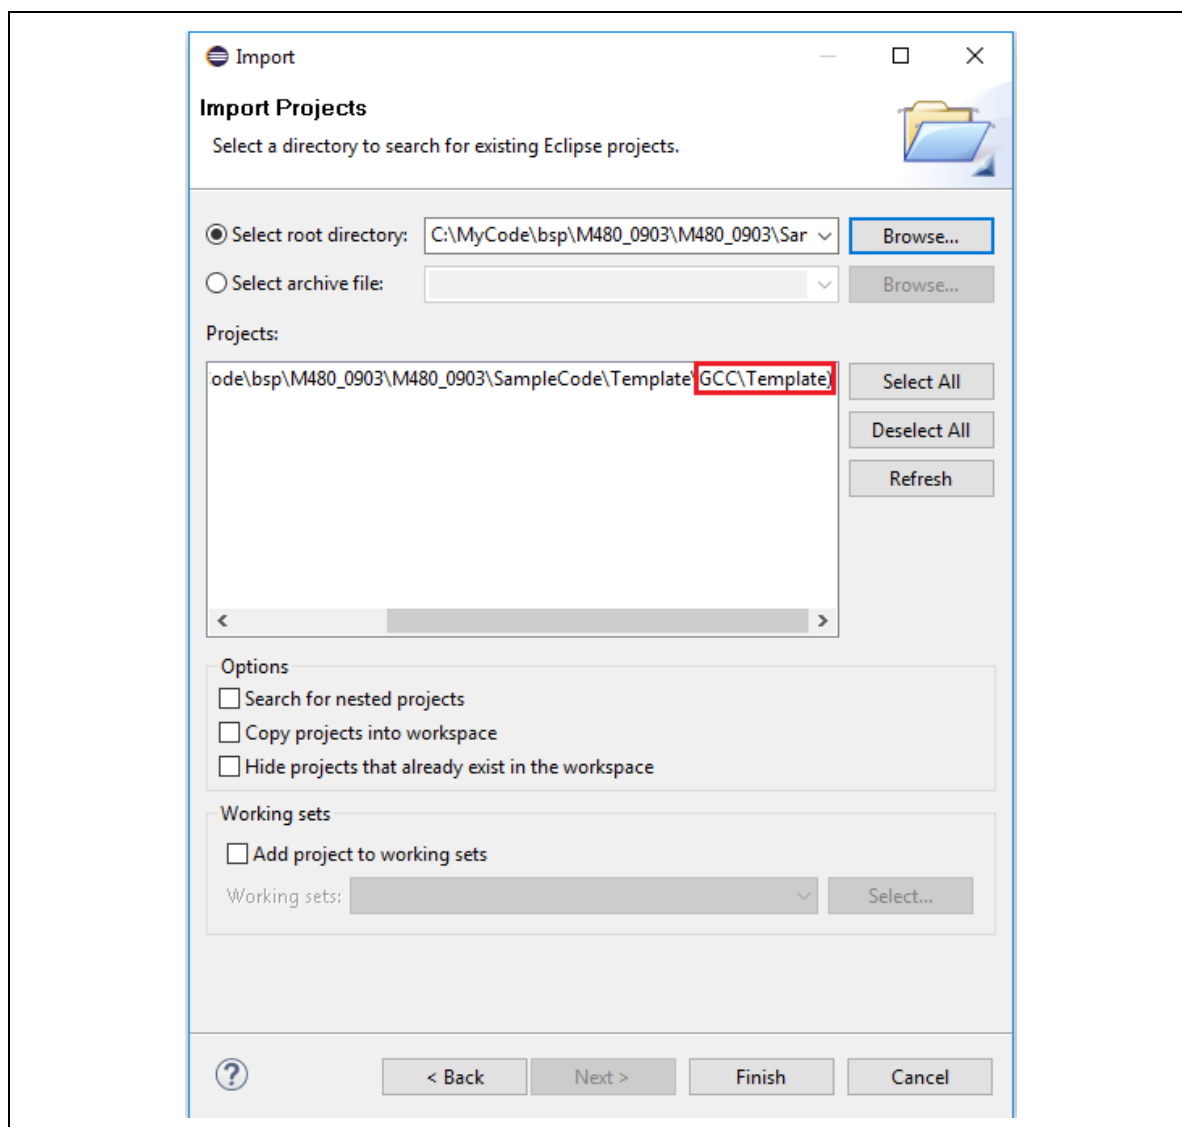 Import
Import Projects
Select a directory to search for existing Eclipse projects.
Select root directory: C:\MyCode\bsp\M480_0903\M480_0903\Sar Browse...
Select archive file: Browse...
Projects:
ode\bsp\M480_0903\M480_0903\SampleCode\Template\GCC\Template) Select All
Deselect All
Refresh
Options
Search for nested projects
Copy projects into workspace
Hide projects that already exist in the workspace
Working sets
Add project to working sets
Working sets: Select...
? < Back Next > Finish Cancel